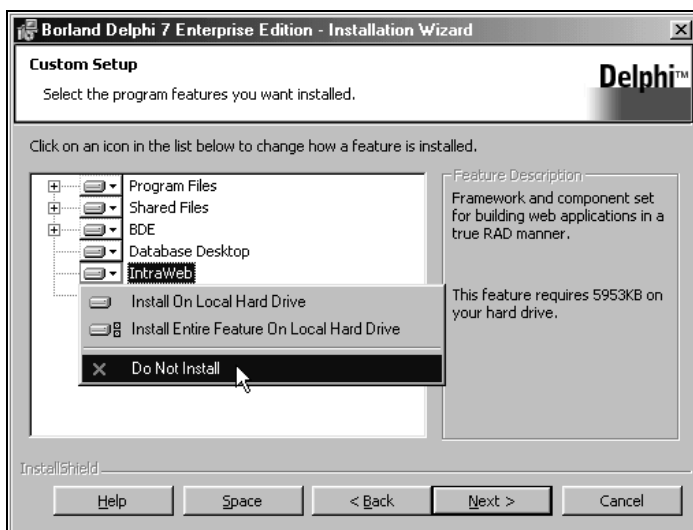 Borland Delphi 7 Enterprise Edition - Installation Wizard
Custom Setup
Select the program features you want installed.
Delphi™
Click on an icon in the list below to change how a feature is installed.
Program Files
Shared Files
BDE
Database Desktop
IntraWeb
Install On Local Hard Drive
Install Entire Feature On Local Hard Drive
Do Not Install
Feature Description
Framework and component set
for building web applications in a
true RAD manner.
This feature requires 5953KB on
your hard drive.
InstallShield
Help Space < Back Next > Cancel